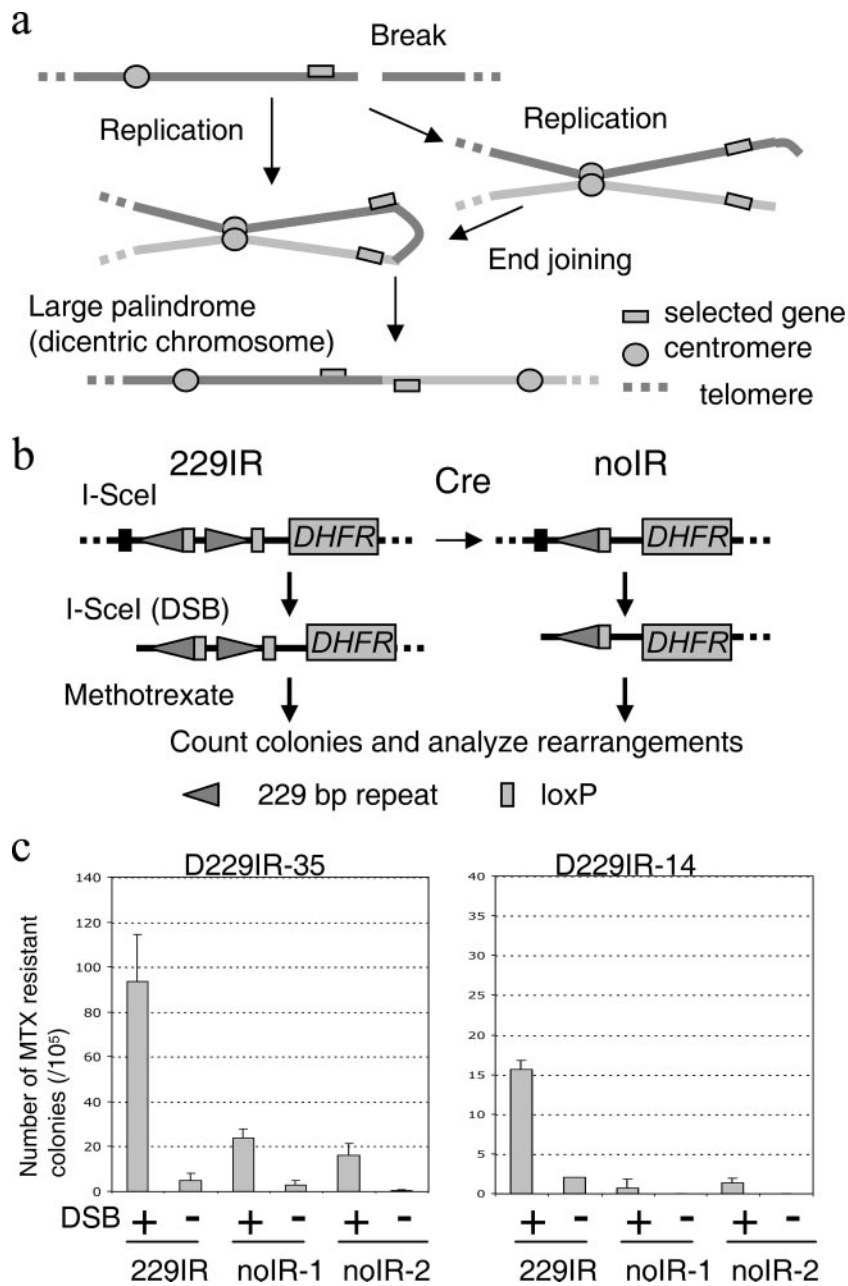 a
Break
Replication
Replication
End joining
Large palindrome
(dicentric chromosome)
selected gene
centromere
telomere
b
229IR
noIR
Cre
I-SceI
DHFR
DHFR
I-SceI (DSB)
DHFR
DHFR
Methotrexate
Count colonies and analyze rearrangements
229 bp repeat
loxP
c
D229IR-35
D229IR-14
Number of MTX resistant
colonies (/10⁵)
140
120
100
80
60
40
20
0
40
35
30
25
20
15
10
5
0
DSB + - + - + - + - + - + -
229IR noIR-1 noIR-2 229IR noIR-1 noIR-2